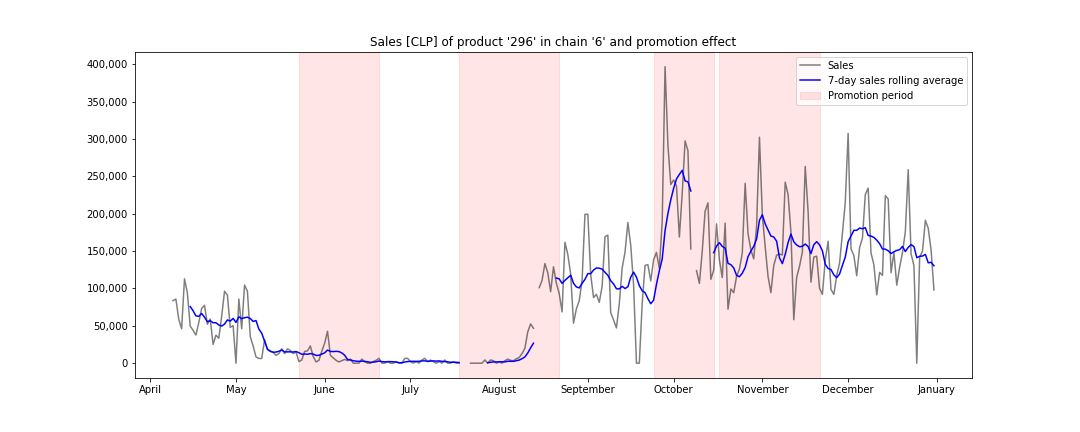 Sales [CLP] of product '296' in chain '6' and promotion effect
Sales
7-day sales rolling average
Promotion period
400,000
350,000
300,000
250,000
200,000
150,000
100,000
50,000
0
April May June July August September October November December January